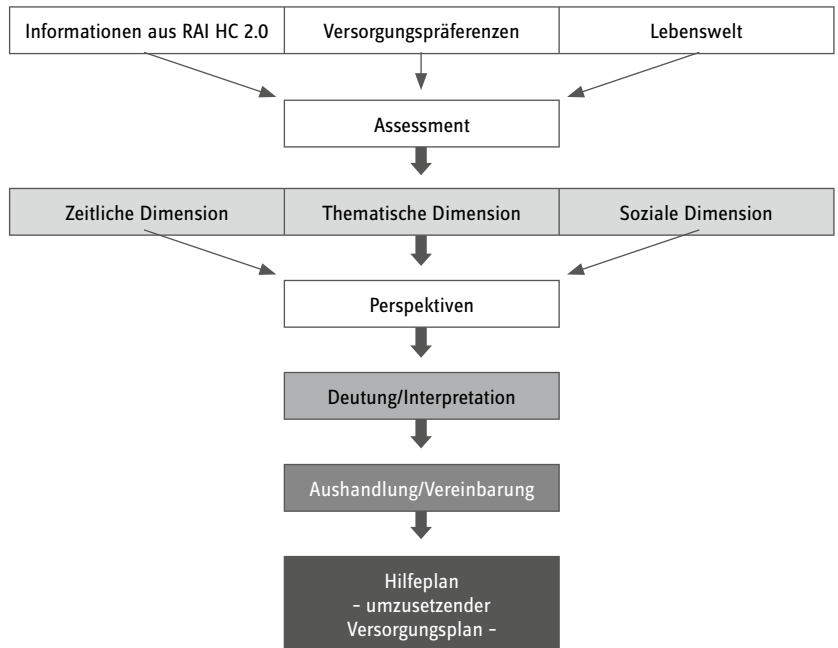 Informationen aus RAI HC 2.0
Versorgungspräferenzen
Lebenswelt
Assessment
Zeitliche Dimension
Thematische Dimension
Soziale Dimension
Perspektiven
Deutung/Interpretation
Aushandlung/Vereinbarung
Hilfeplan
– umzusetzender
Versorgungsplan –